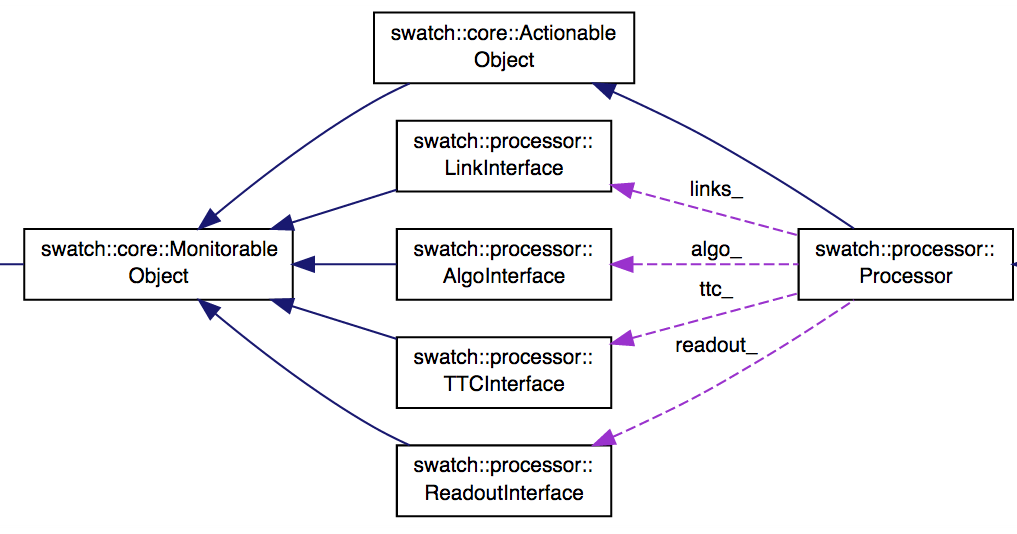 swatch::core::Actionable
Object
swatch::processor::
LinkInterface
links_
swatch::core::Monitorable
Object
swatch::processor::
AlgoInterface
algo_
swatch::processor::
Processor
ttc_
swatch::processor::
TTCInterface
readout_
swatch::processor::
ReadoutInterface